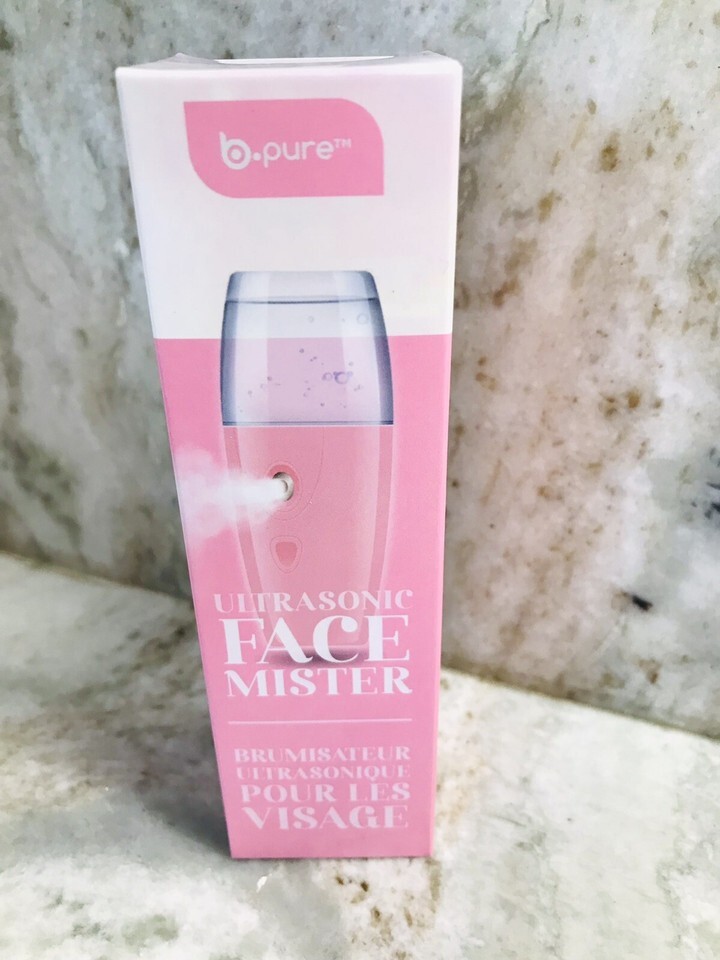 b.pure™
ULTRASONIC
FACE
MISTER
BRUMISATEUR
ULTRASONIQUE
POUR LES
VISAGE